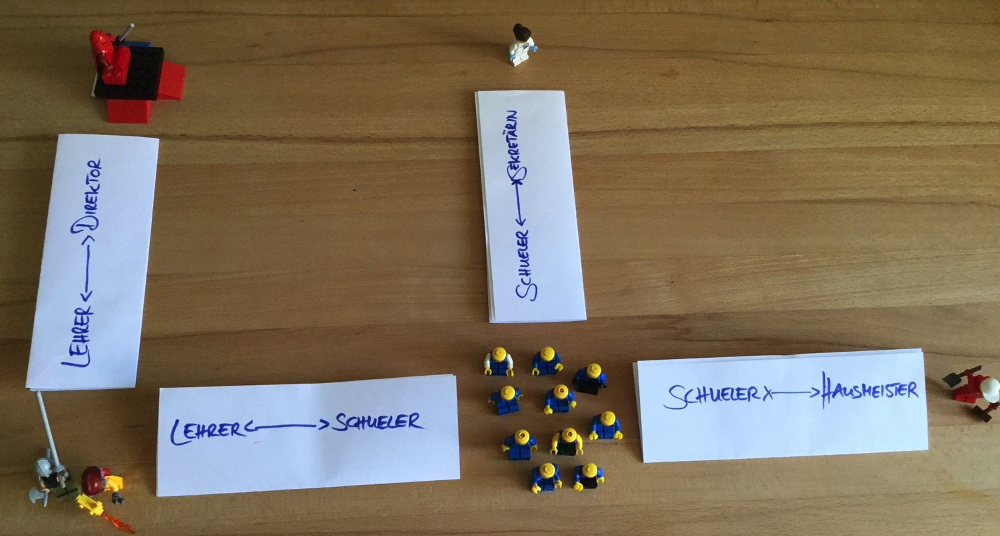 LEHRER <—> DIREKTOR
SCHUELER <—x SEKRETÄRIN
LEHRER <—> SCHUELER
SCHUELER x—> HAUSMEISTER